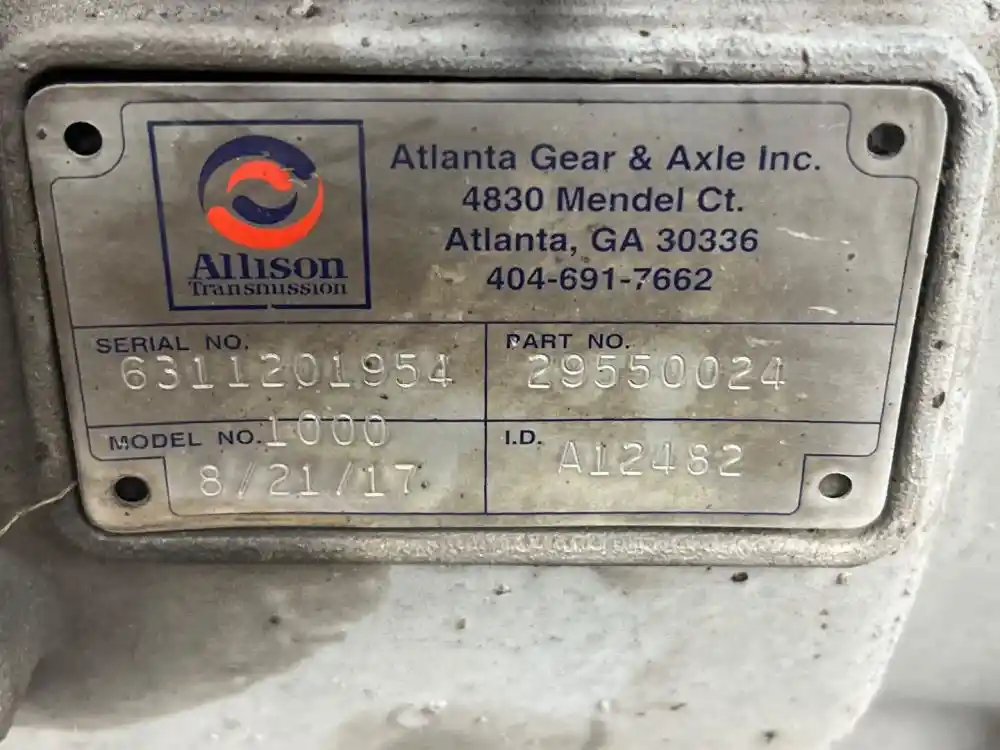 Allison
Transmission
Atlanta Gear & Axle Inc.
4830 Mendel Ct.
Atlanta, GA 30336
404-691-7662
SERIAL NO.
6311201954
PART NO.
29550024
MODEL NO. 1000
8/21/17
I.D.
A12482